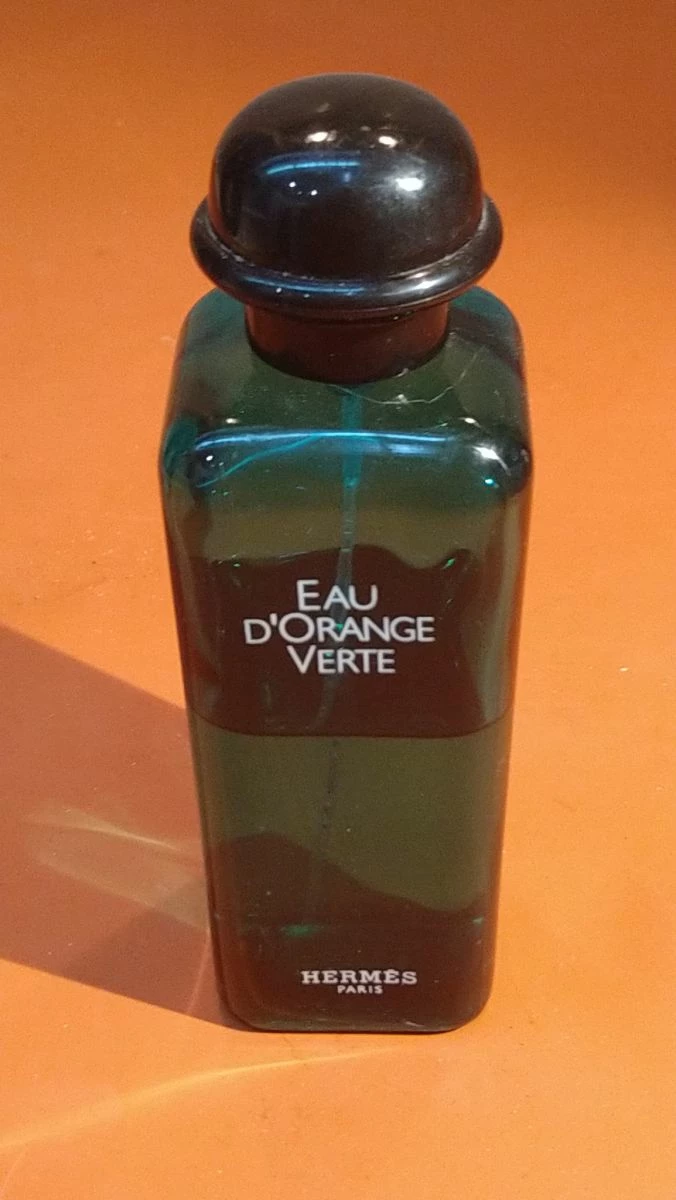 EAU
D'ORANGE
VERTE
HERMÈS
PARIS